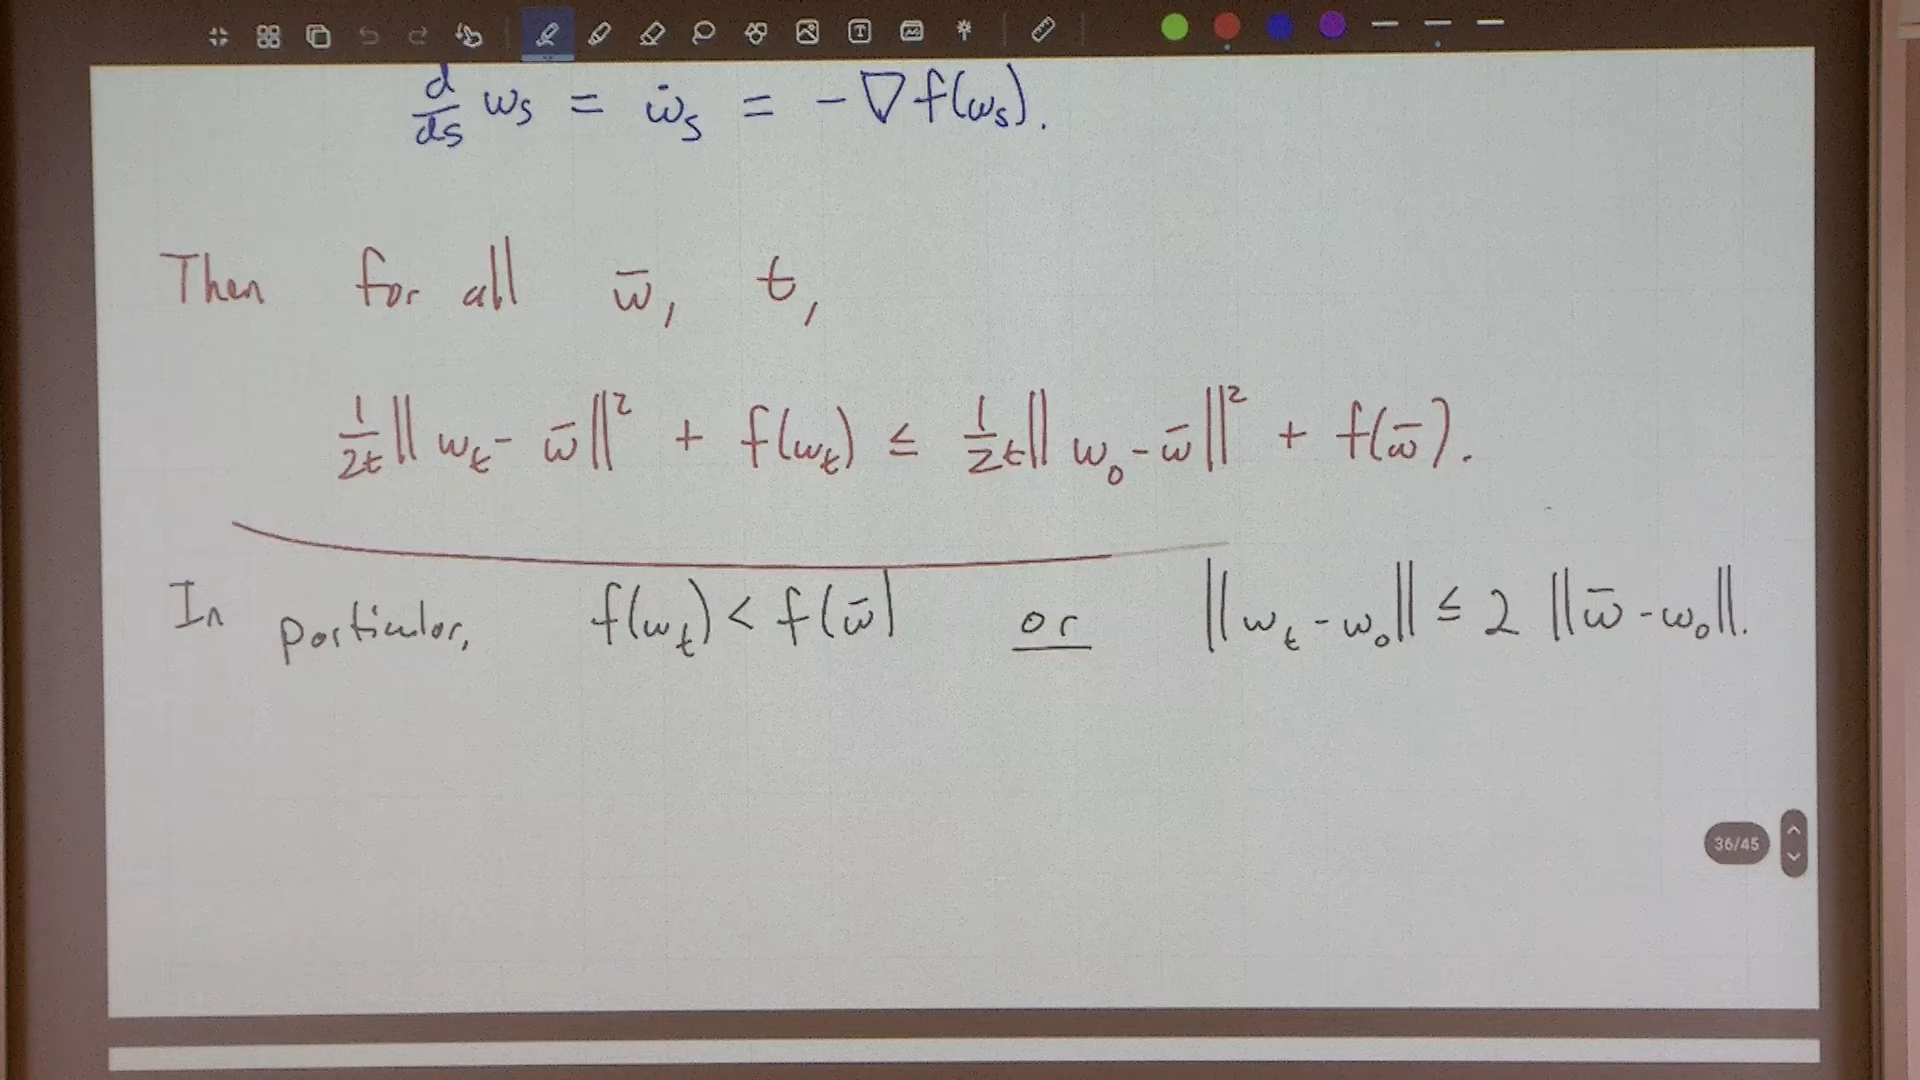 d/ds w_s = ẇ_s = - ∇f(w_s).
Then for all w̄, t,
1/2t ‖w_t - w̄‖² + f(w_t) ≤ 1/2t ‖w_0 - w̄‖² + f(w̄).
In particular, f(w_t) < f(w̄) or ‖w_t - w_0‖ ≤ 2 ‖w̄ - w_0‖.
36/45